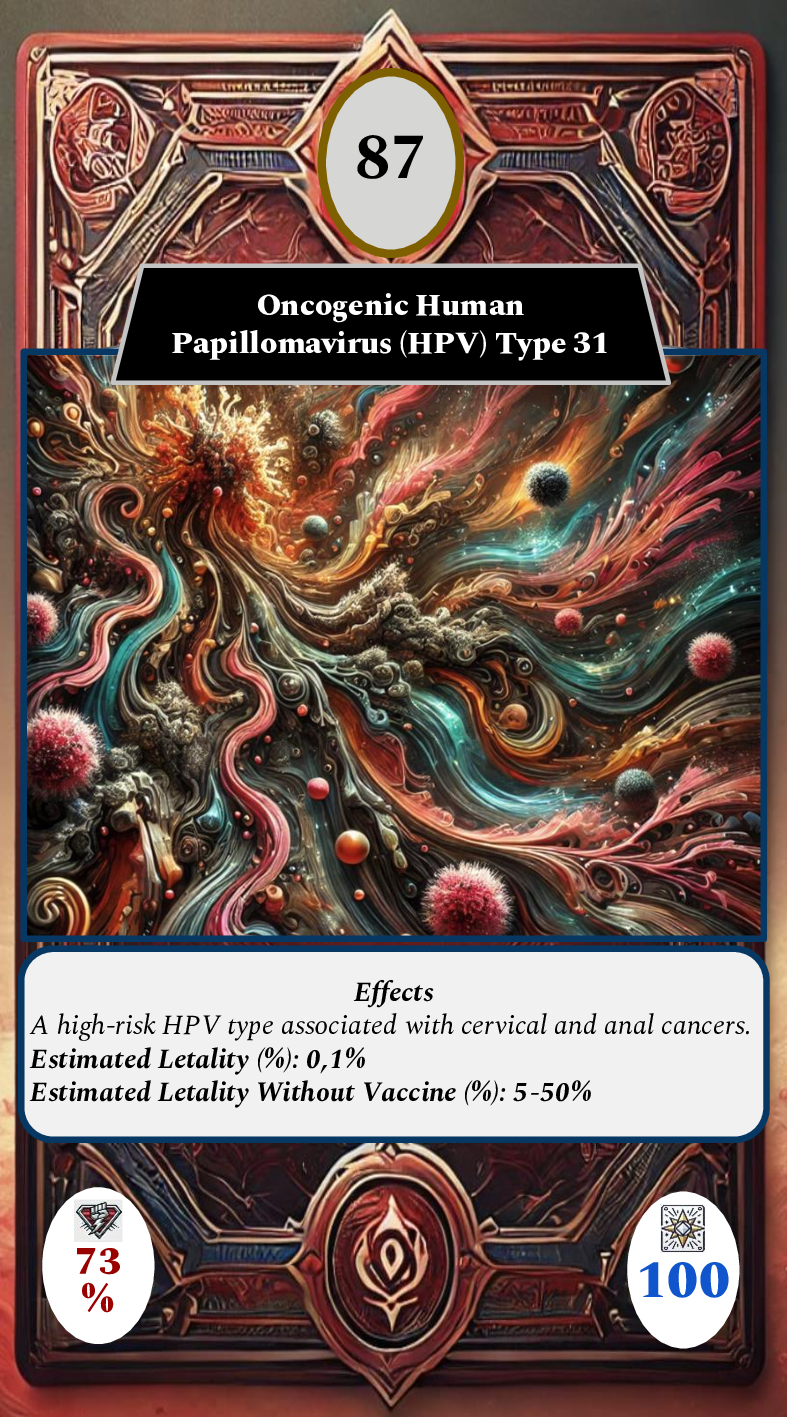 87
Oncogenic Human
Papillomavirus (HPV) Type 31
Effects
A high-risk HPV type associated with cervical and anal cancers.
Estimated Letality (%): 0,1%
Estimated Letality Without Vaccine (%): 5-50%
73
%
100